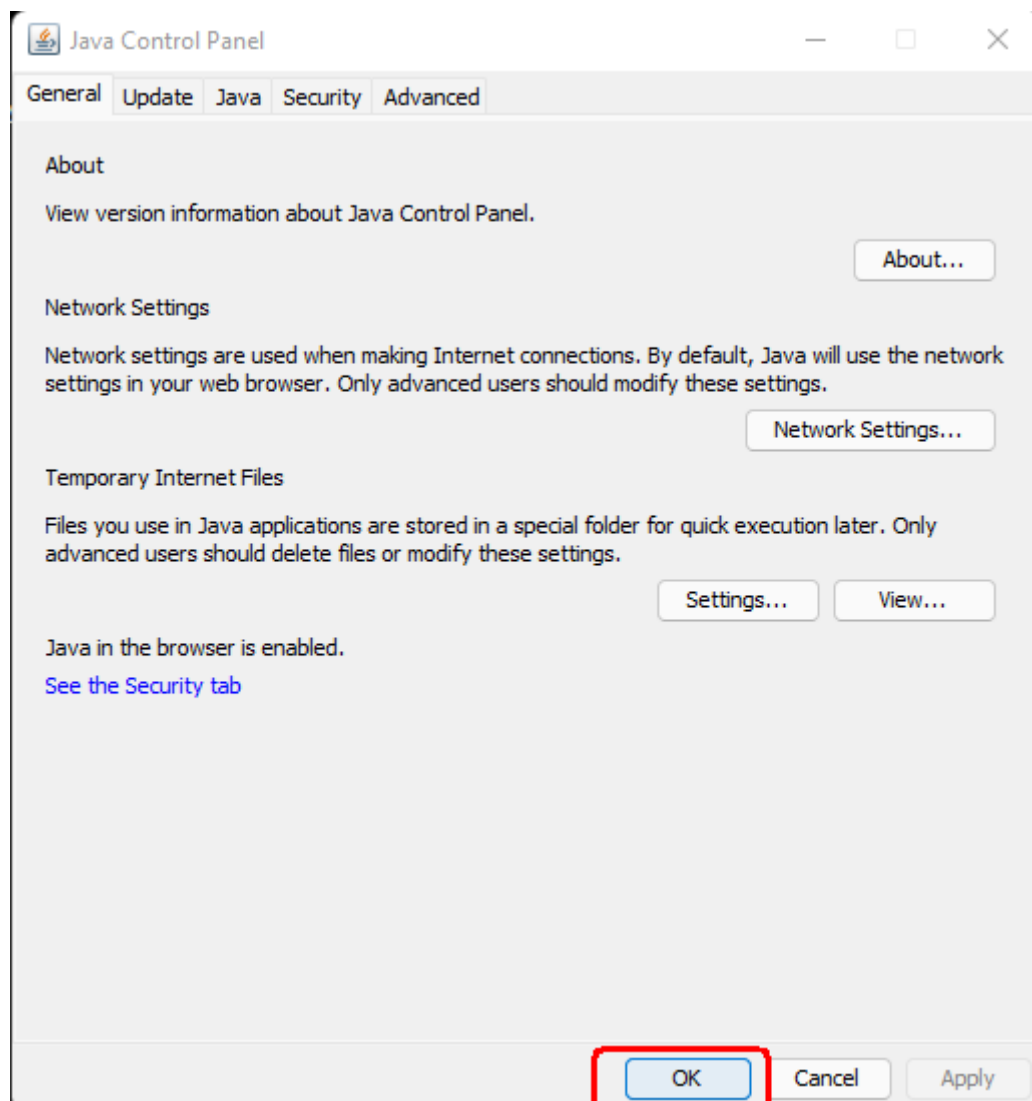 Java Control Panel
General Update Java Security Advanced
About
View version information about Java Control Panel.
About...
Network Settings
Network settings are used when making Internet connections. By default, Java will use the network
settings in your web browser. Only advanced users should modify these settings.
Network Settings...
Temporary Internet Files
Files you use in Java applications are stored in a special folder for quick execution later. Only
advanced users should delete files or modify these settings.
Settings... View...
Java in the browser is enabled.
See the Security tab
OK Cancel Apply